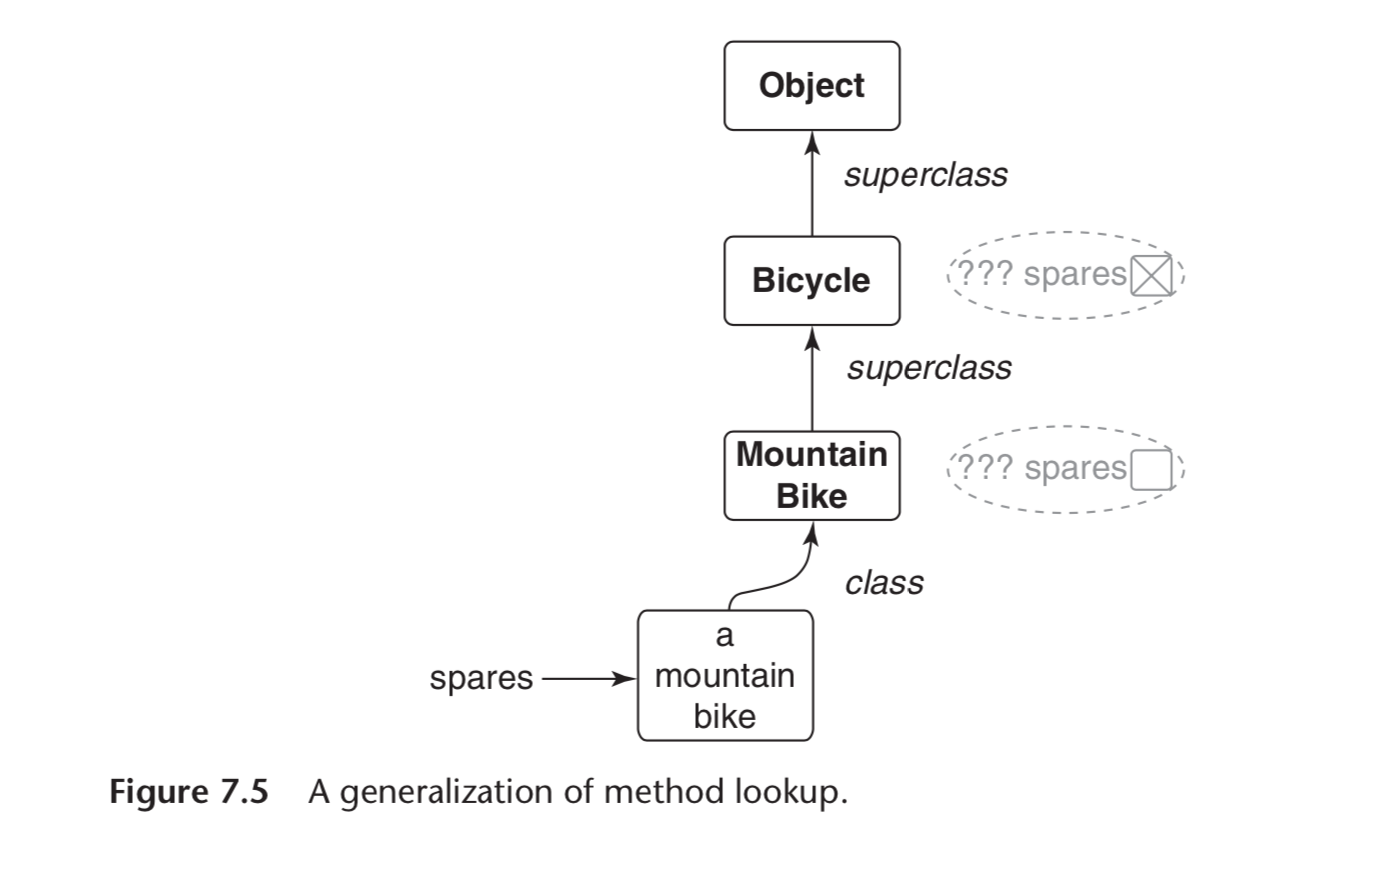 Object
superclass
Bicycle
??? spares
superclass
Mountain
Bike
??? spares
class
a
mountain
bike
spares
Figure 7.5 A generalization of method lookup.